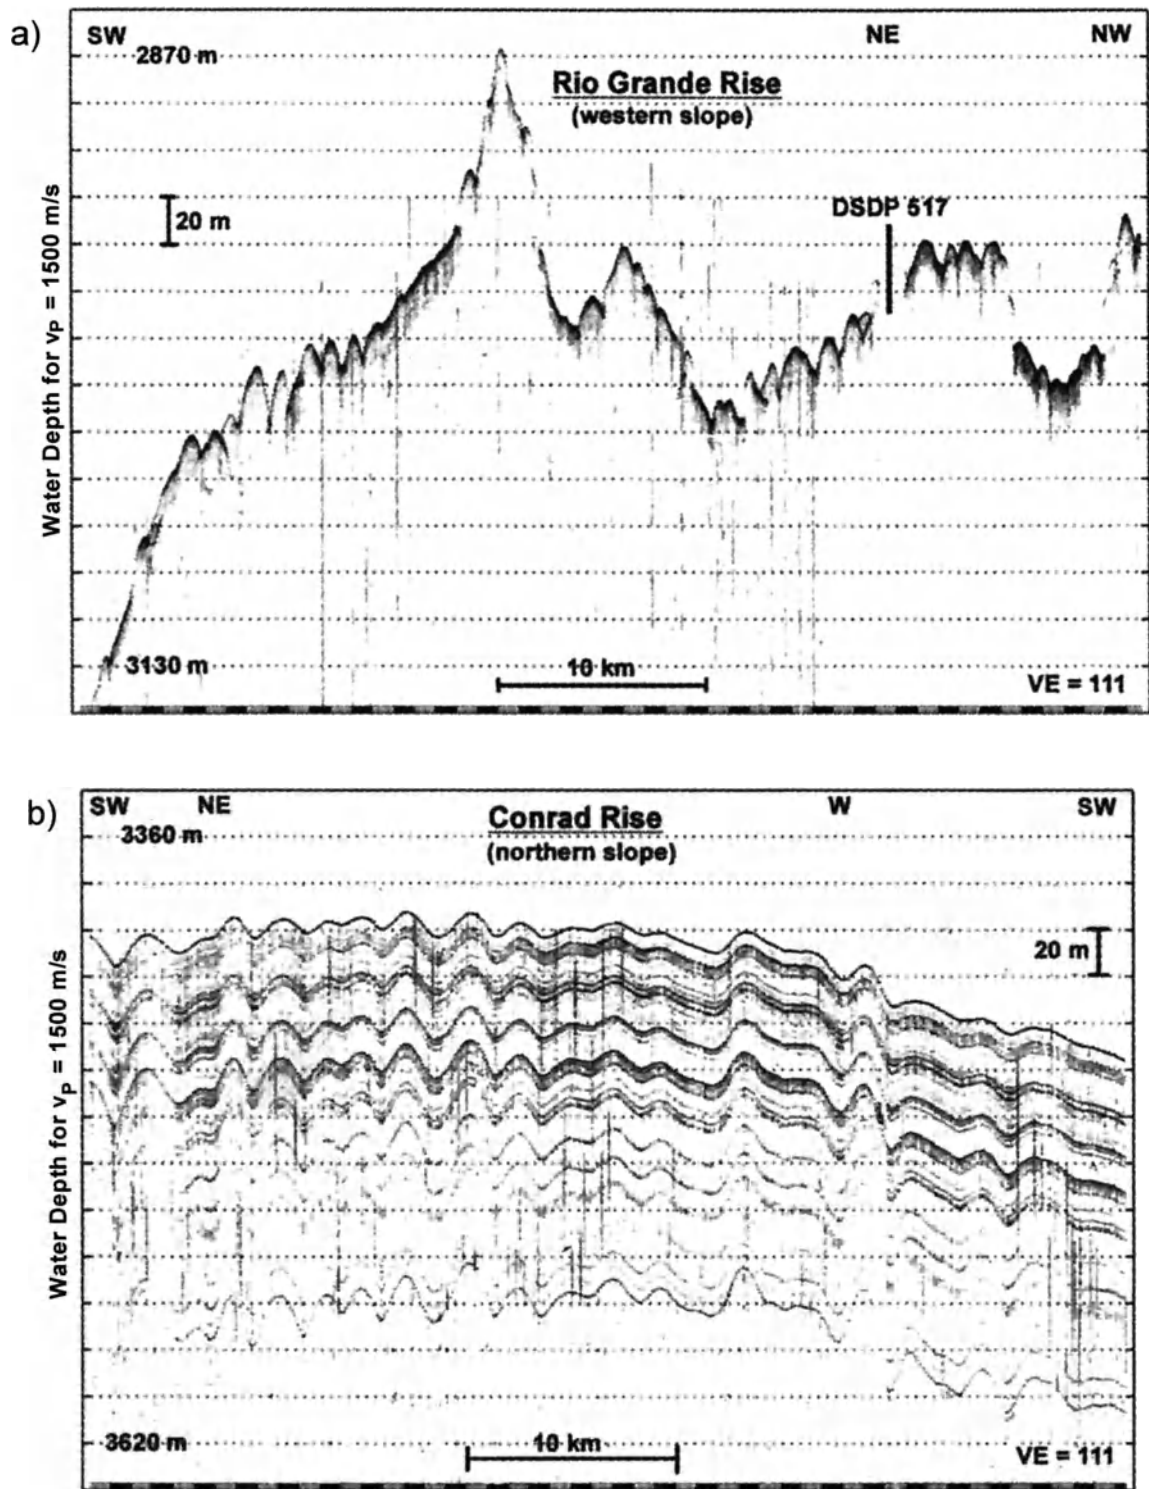 a)
SW
NE
NW
2870 m
Rio Grande Rise
(western slope)
20 m
DSDP 517
Water Depth for vP = 1500 m/s
3130 m
10 km
VE = 111
b)
SW
NE
W
SW
3360 m
Conrad Rise
(northern slope)
20 m
Water Depth for vP = 1500 m/s
3620 m
10 km
VE = 111